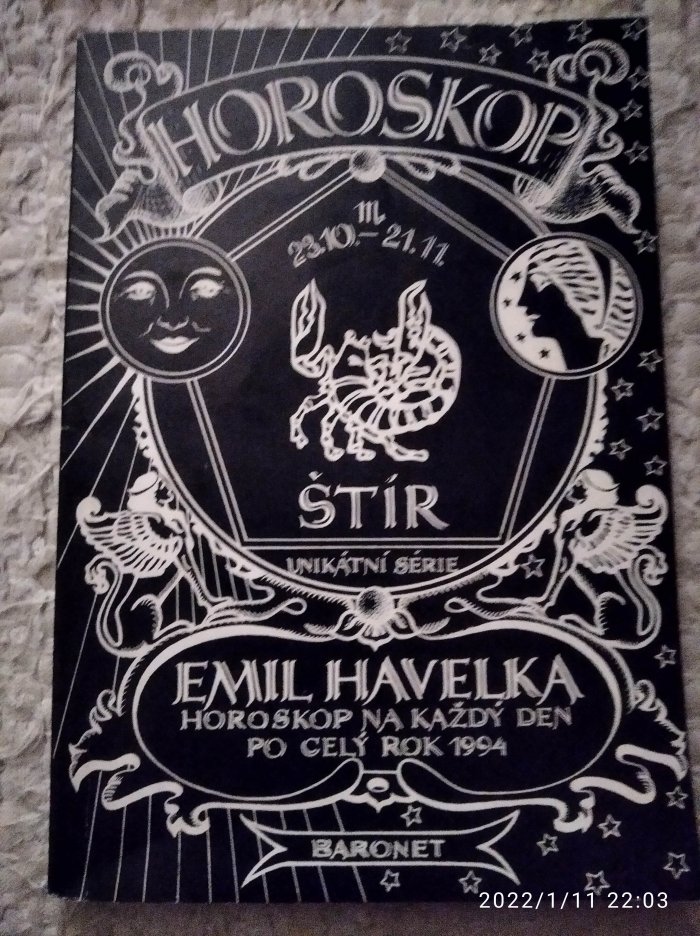 HOROSKOP
♏
23.10. – 21.11.
ŠTÍR
UNIKÁTNÍ SÉRIE
EMIL HAVELKA
HOROSKOP NA KAŽDÝ DEN
PO CELÝ ROK 1994
BARONET
2022/1/11 22:03